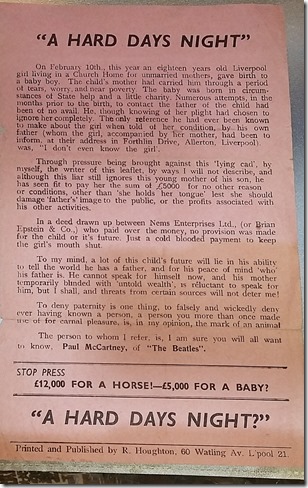 "A HARD DAYS NIGHT"
On February 10th., this year an eighteen years old Liverpool
girl living in a Church Home for unmarried mothers, gave birth to
a baby boy. The child's mother had carried him through a period
of tears, worry, and near poverty. The baby was born in circum-
stances of State help and a little charity. Numerous attempts, in the
months prior to the birth, to contact the father of the child had
been of no avail. He, though knowing of her plight had chosen to
ignore her completely. The only reference he had ever been known
to make about the girl when told of her condition, by his own
father (whom the girl, accompanied by her mother, had been to
inform, at their address in Forthlin Drive, Allerton, Liverpool).
was, 'I don't even know the girl'.
Through pressure being brought against this 'lying cad', by
myself, the writer of this leaflet, by ways I will not describe, and
although this liar still ignores this young mother of his son, he
has seen fit to pay her the sum of £5000 for no other reason
or conditions, other than 'she holds her tongue' lest she should
damage 'father's' image to the public, or the profits associated with
his other activities.
In a deed drawn up between Nems Enterprises Ltd., (or Brian
Epstein & Co.,) who paid over the money, no provision was made
for the child or it's future. Just a cold blooded payment to keep
the girl's mouth shut.
To my mind, a lot of this child's future will lie in his ability
to tell the world he has a father, and for his peace of mind 'who'
his father is. He cannot speak for himself now, and his mother
temporarily blinded with 'untold wealth', is reluctant to speak for
him, but I shall, and threats from certain sources will not deter me!
To deny paternity is one thing, to falsly and wickedly deny
ever having known a person, a person you more than once made
use of for carnal pleasure, is, in my opinion, the mark of an animal
The person to whom I refer, is, I am sure you will all want
to know, Paul McCartney, of "The Beatles".
STOP PRESS
£12,000 FOR A HORSE!—£5,000 FOR A BABY?
"A HARD DAYS NIGHT?"
Printed and Published by R. Houghton, 60 Watling Av. L'pool 21.